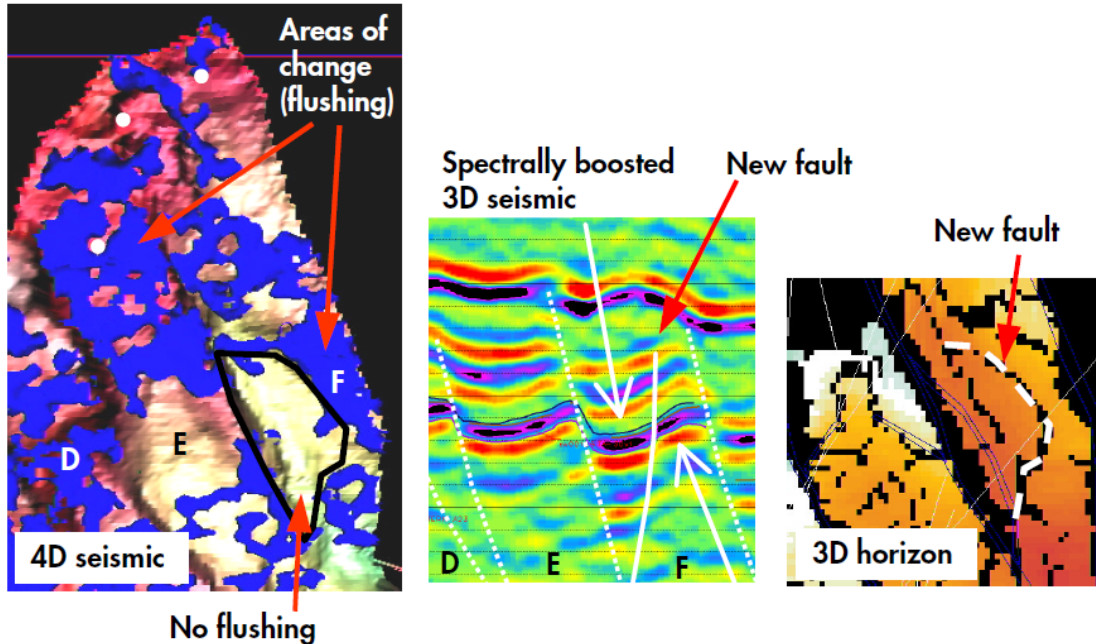 Areas of
change
(flushing)
F
E
D
4D seismic
No flushing
Spectrally boosted
3D seismic
New fault
D
E
F
New fault
3D horizon